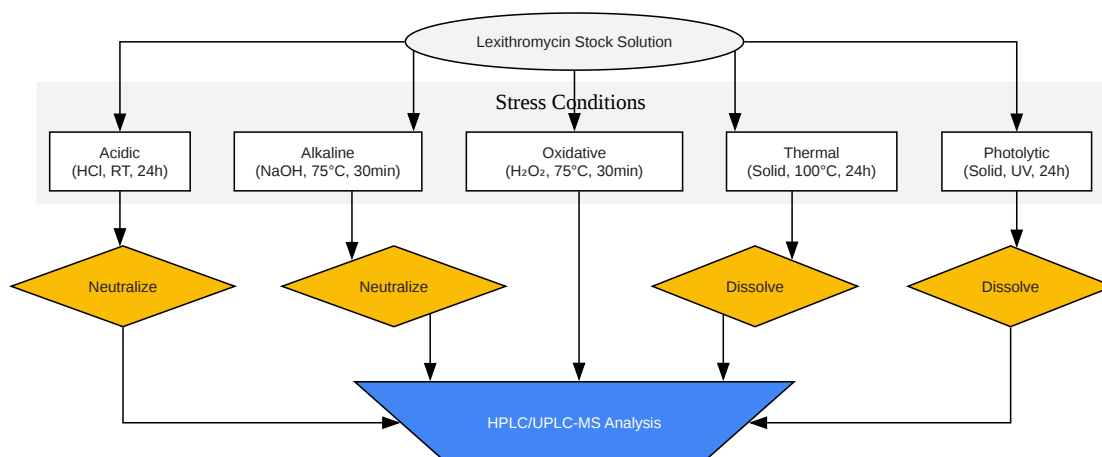 Lexithromycin Stock Solution
Stress Conditions
Acidic
(HCl, RT, 24h)
Alkaline
(NaOH, 75°C, 30min)
Oxidative
(H₂O₂, 75°C, 30min)
Thermal
(Solid, 100°C, 24h)
Photolytic
(Solid, UV, 24h)
Neutralize
Neutralize
Dissolve
Dissolve
HPLC/UPLC-MS Analysis